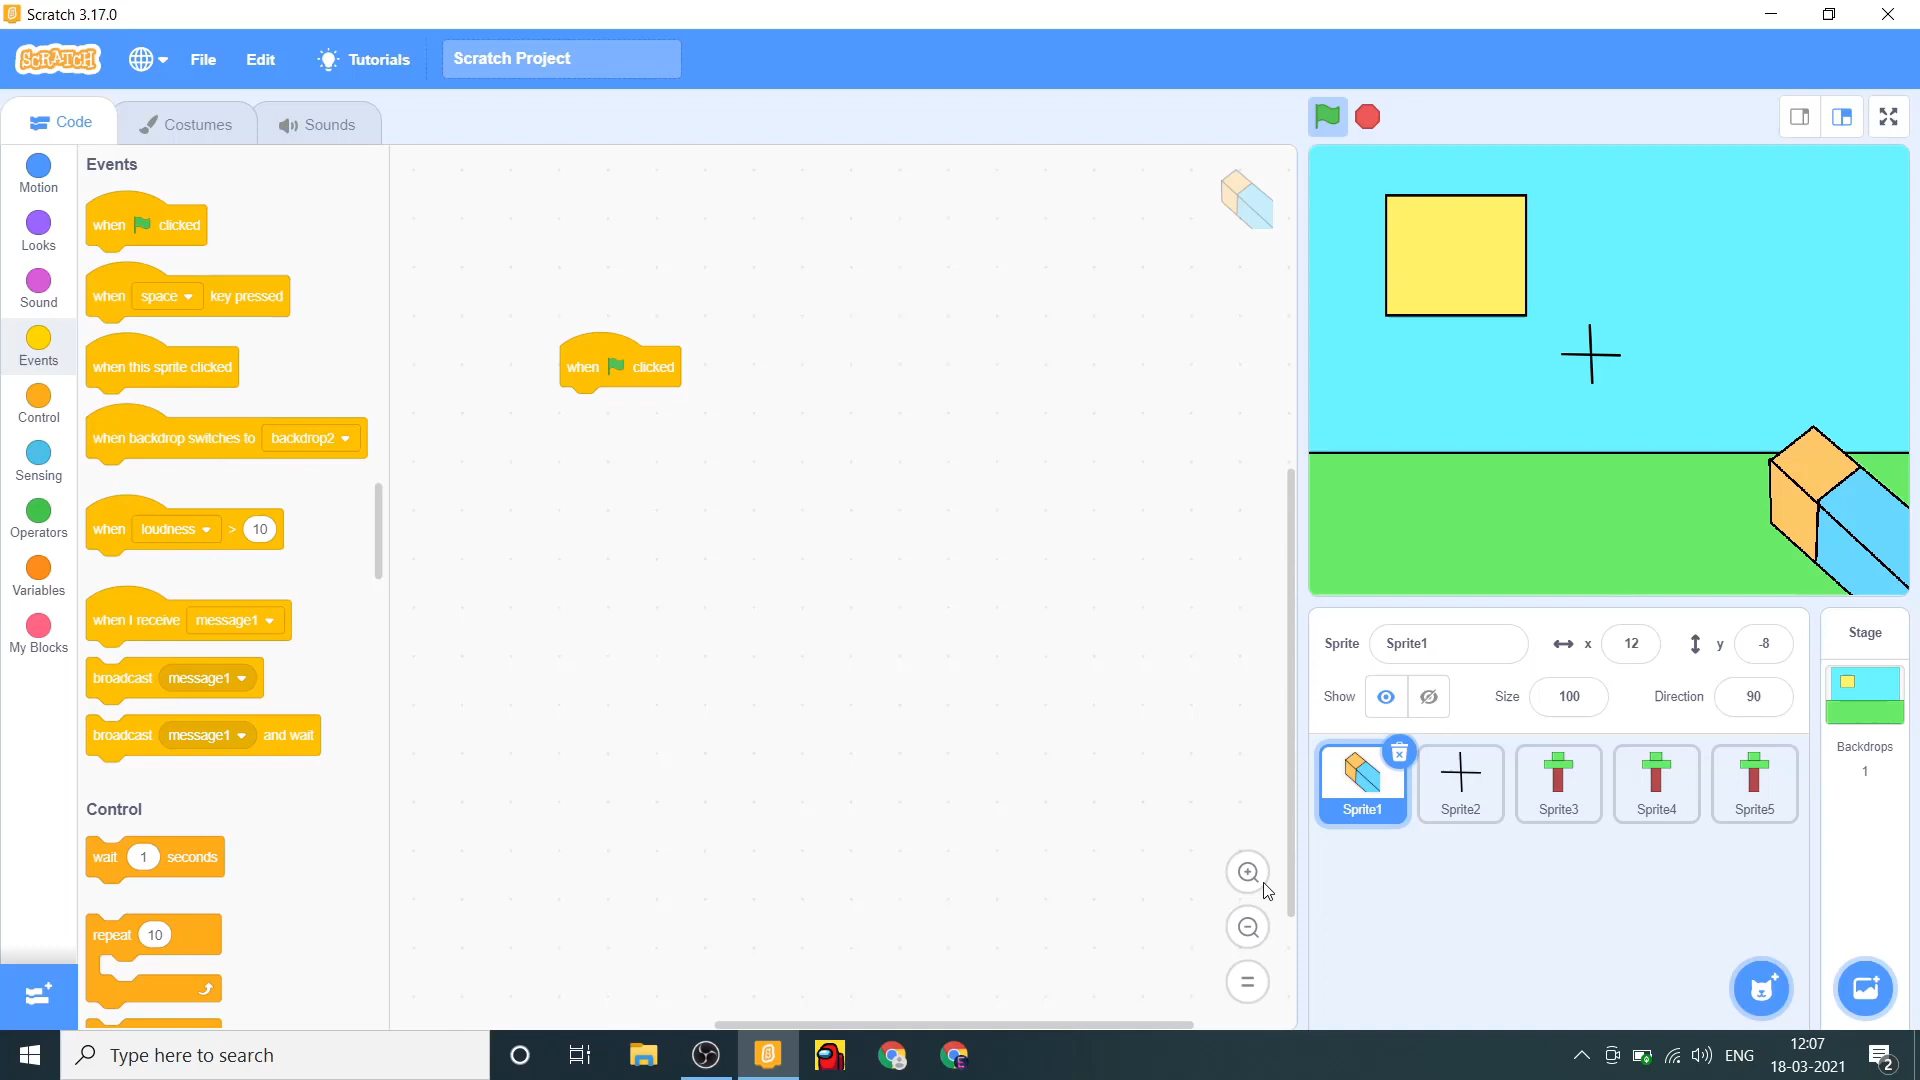 Scratch 3.17.0
SCRATCH
File
Edit
Tutorials
Scratch Project
Code
Costumes
Sounds
Motion
Looks
Sound
Events
Control
Sensing
Operators
Variables
My Blocks
Events
when clicked
when space key pressed
when this sprite clicked
when backdrop switches to backdrop2
when loudness > 10
when I receive message1
broadcast message1
broadcast message1 and wait
Control
wait 1 seconds
repeat 10
when clicked
Sprite Sprite1 x 12 y -8
Show Size 100 Direction 90
Sprite1
Sprite2
Sprite3
Sprite4
Sprite5
Stage
Backdrops
1
Type here to search
ENG
12:07
18-03-2021
2